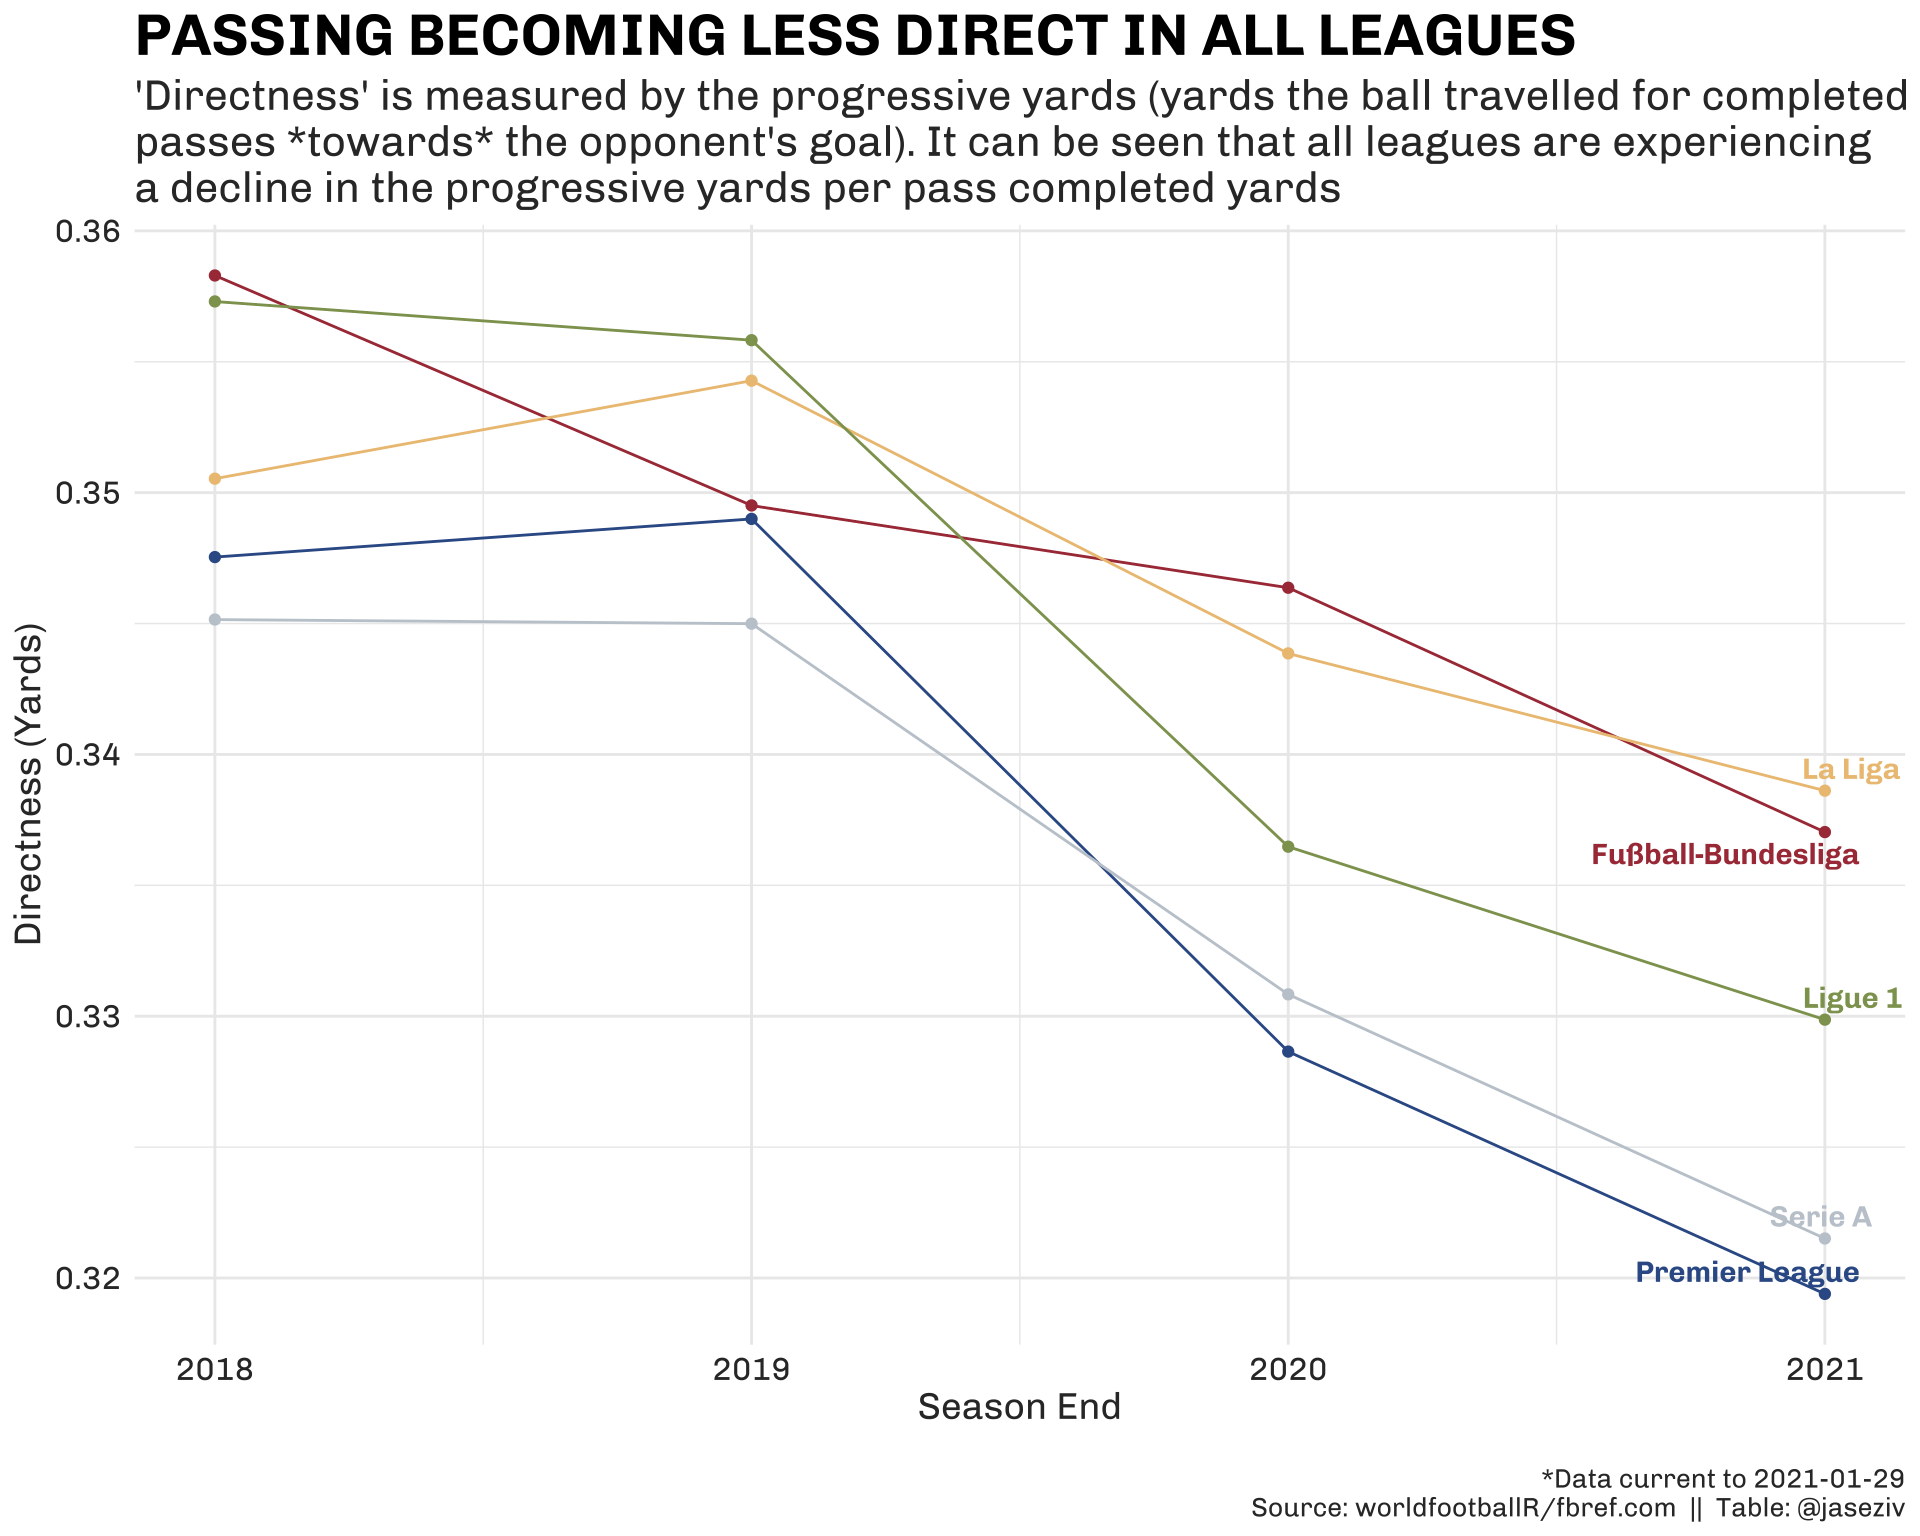 PASSING BECOMING LESS DIRECT IN ALL LEAGUES
'Directness' is measured by the progressive yards (yards the ball travelled for completed
passes *towards* the opponent's goal). It can be seen that all leagues are experiencing
a decline in the progressive yards per pass completed yards
0.36
0.35
0.34
0.33
0.32
Directness (Yards)
La Liga
Fußball-Bundesliga
Ligue 1
Serie A
Premier League
2018 2019 2020 2021
Season End
*Data current to 2021-01-29
Source: worldfootballR/fbref.com || Table: @jaseziv